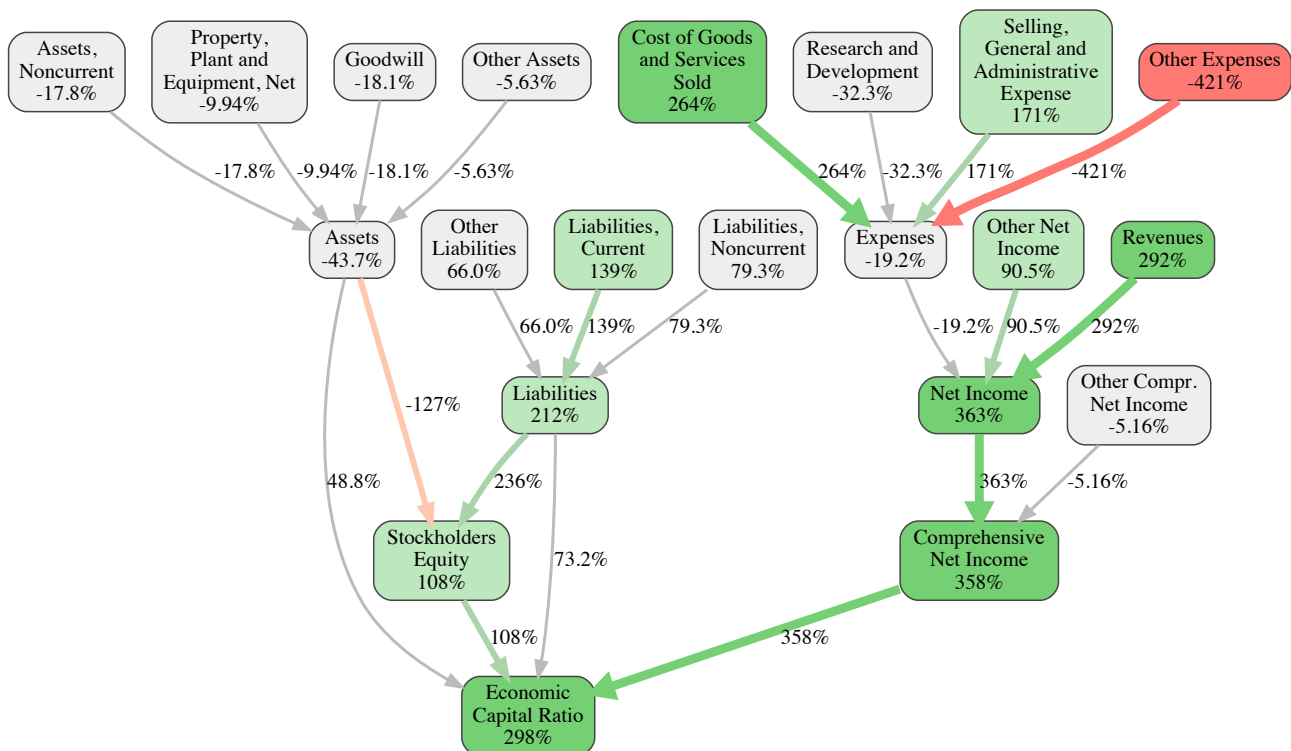 Assets,
Noncurrent
-17.8%
Property,
Plant and
Equipment, Net
-9.94%
Goodwill
-18.1%
Other Assets
-5.63%
Cost of Goods
and Services
Sold
264%
Research and
Development
-32.3%
Selling,
General and
Administrative
Expense
171%
Other Expenses
-421%
-17.8%
-9.94%
-18.1%
-5.63%
264%
-32.3%
171%
-421%
Assets
-43.7%
Other
Liabilities
66.0%
Liabilities,
Current
139%
Liabilities,
Noncurrent
79.3%
Expenses
-19.2%
Other Net
Income
90.5%
Revenues
292%
66.0%
139%
79.3%
-19.2%
90.5%
292%
-127%
Liabilities
212%
Net Income
363%
Other Compr.
Net Income
-5.16%
48.8%
236%
363%
-5.16%
Stockholders
Equity
108%
73.2%
Comprehensive
Net Income
358%
108%
358%
Economic
Capital Ratio
298%